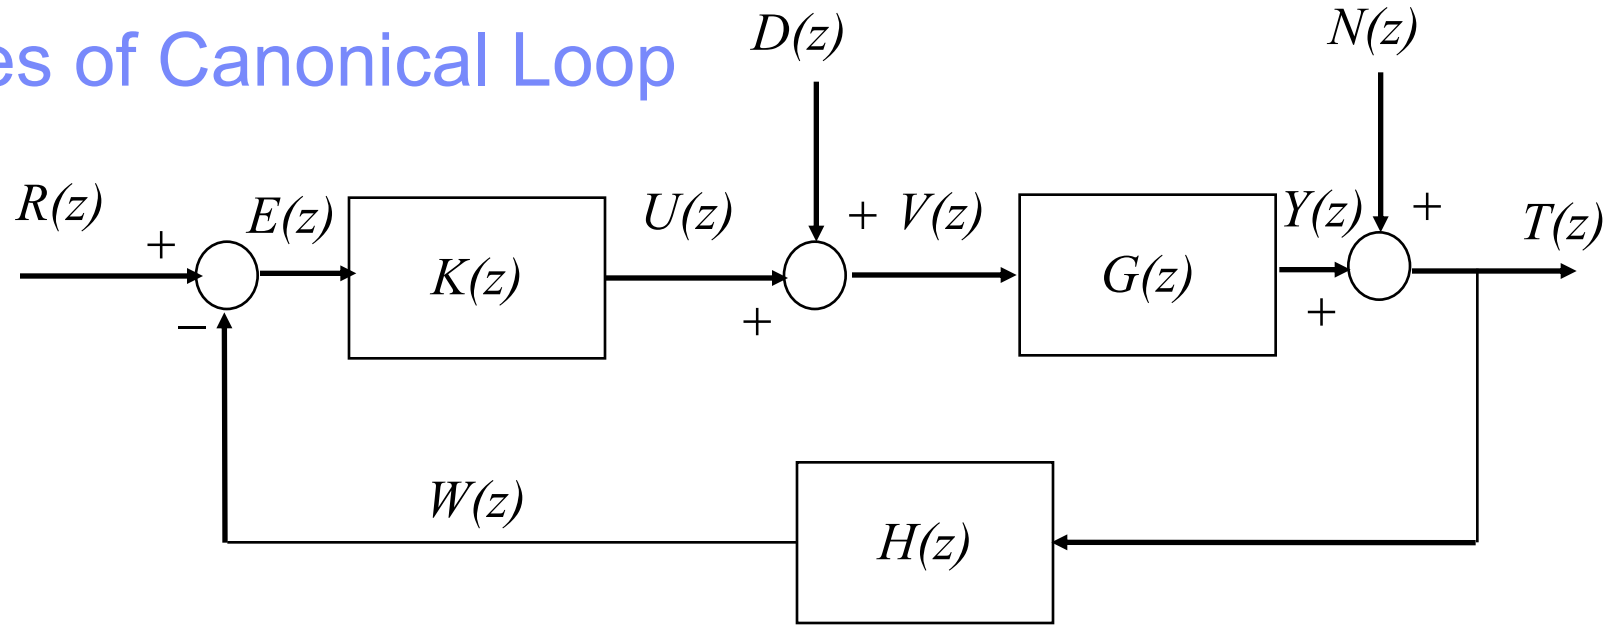 es of Canonical Loop
D(z)
N(z)
R(z)
+
E(z)
K(z)
U(z)
+
V(z)
G(z)
Y(z)
+
T(z)
−
+
+
W(z)
H(z)